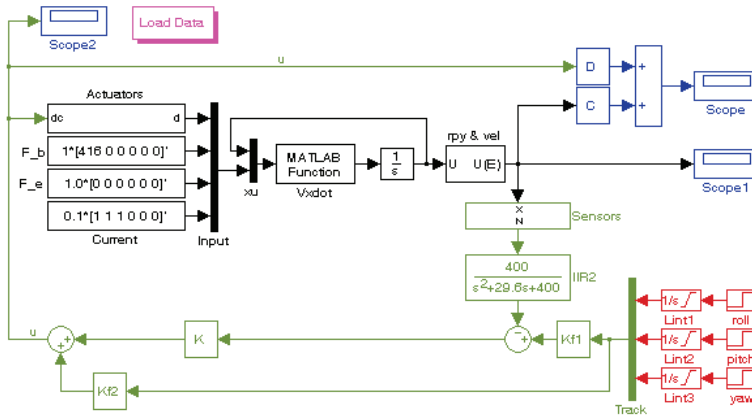 Load Data
Scope2
u
D
+
+
C
Scope
Actuators
dc d
F_b 1*[416 0 0 0 0 0]'
F_e 1.0*[0 0 0 0 0 0]'
0.1*[1 1 1 0 0 0]'
Current
Input
xu
MATLAB
Function
Vxdot
1
s
rpy & vel
U U(E)
Scope1
X
N
Sensors
400
s2+29.6s+400
IIR2
1/s
Lint1
roll
1/s
Lint2
pitch
1/s
Lint3
yaw
Track
Kf1
− +
K
u
+
+
Kf2